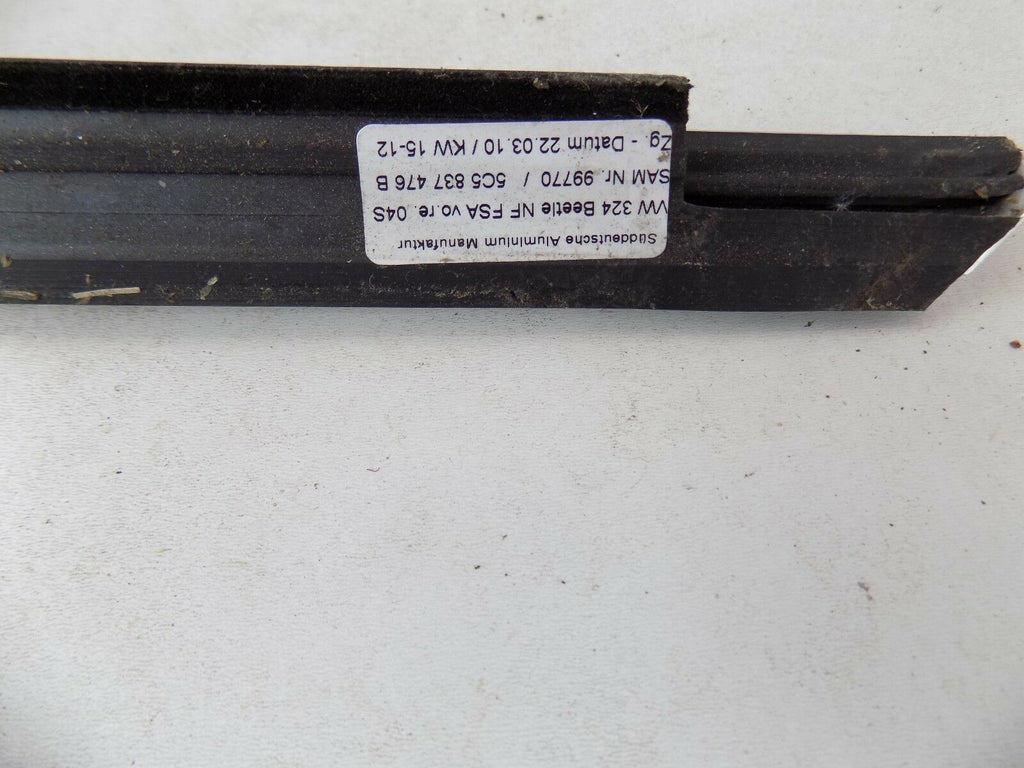 Süddeutsche Aluminium Manufaktur
VW 324 Beetle NF FSA vo.re. 04S
SAM Nr. 99770 / 5C5 837 476 B
Zg. - Datum 22.03.10 / KW 15-12